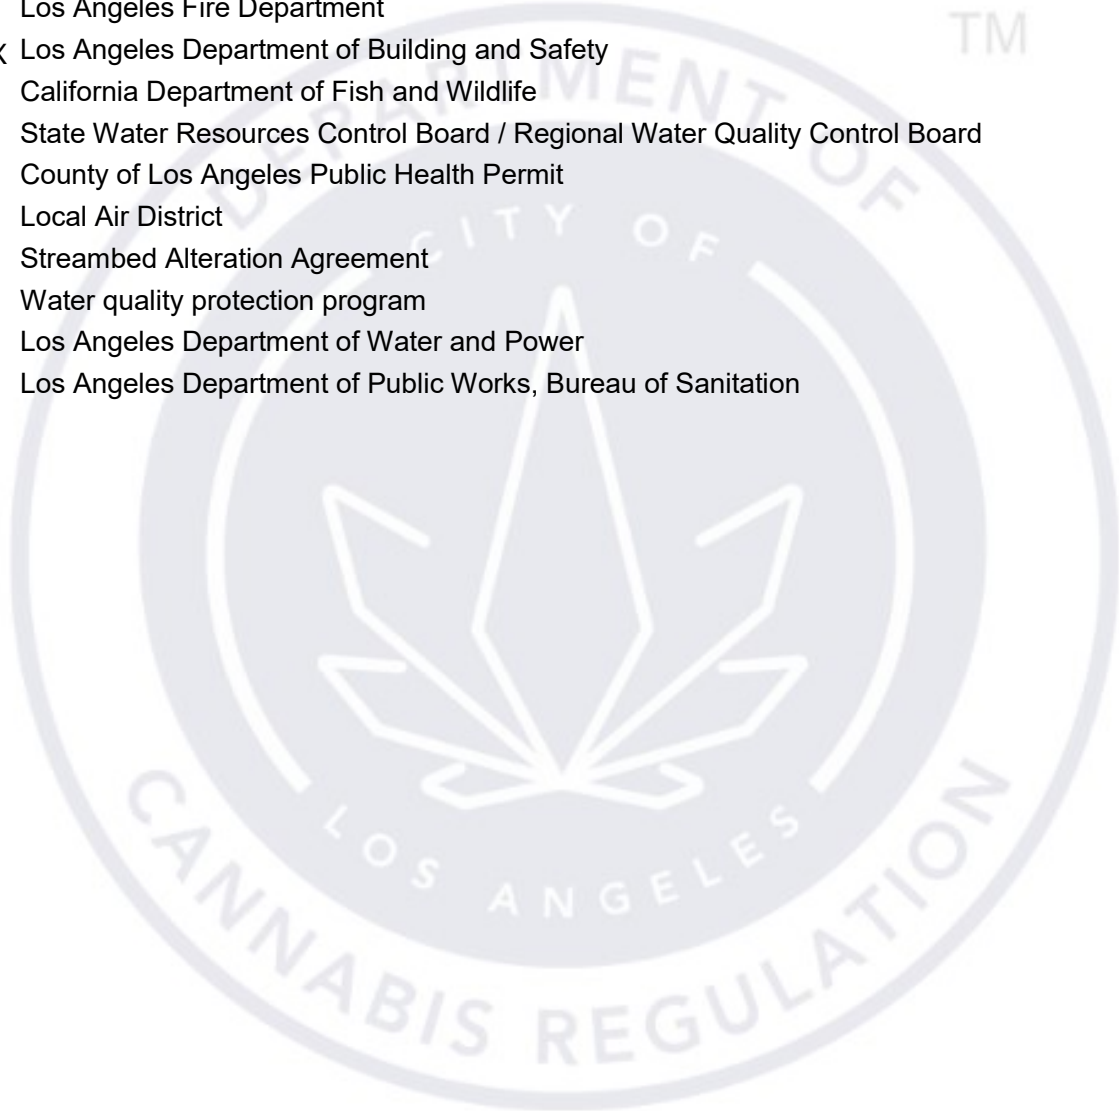 Los Angeles Fire Department
X Los Angeles Department of Building and Safety
California Department of Fish and Wildlife
State Water Resources Control Board / Regional Water Quality Control Board
County of Los Angeles Public Health Permit
Local Air District
Streambed Alteration Agreement
Water quality protection program
Los Angeles Department of Water and Power
Los Angeles Department of Public Works, Bureau of Sanitation
TM
DEPARTMENT OF
CITY OF
LOS ANGELES
CANNABIS REGULATION